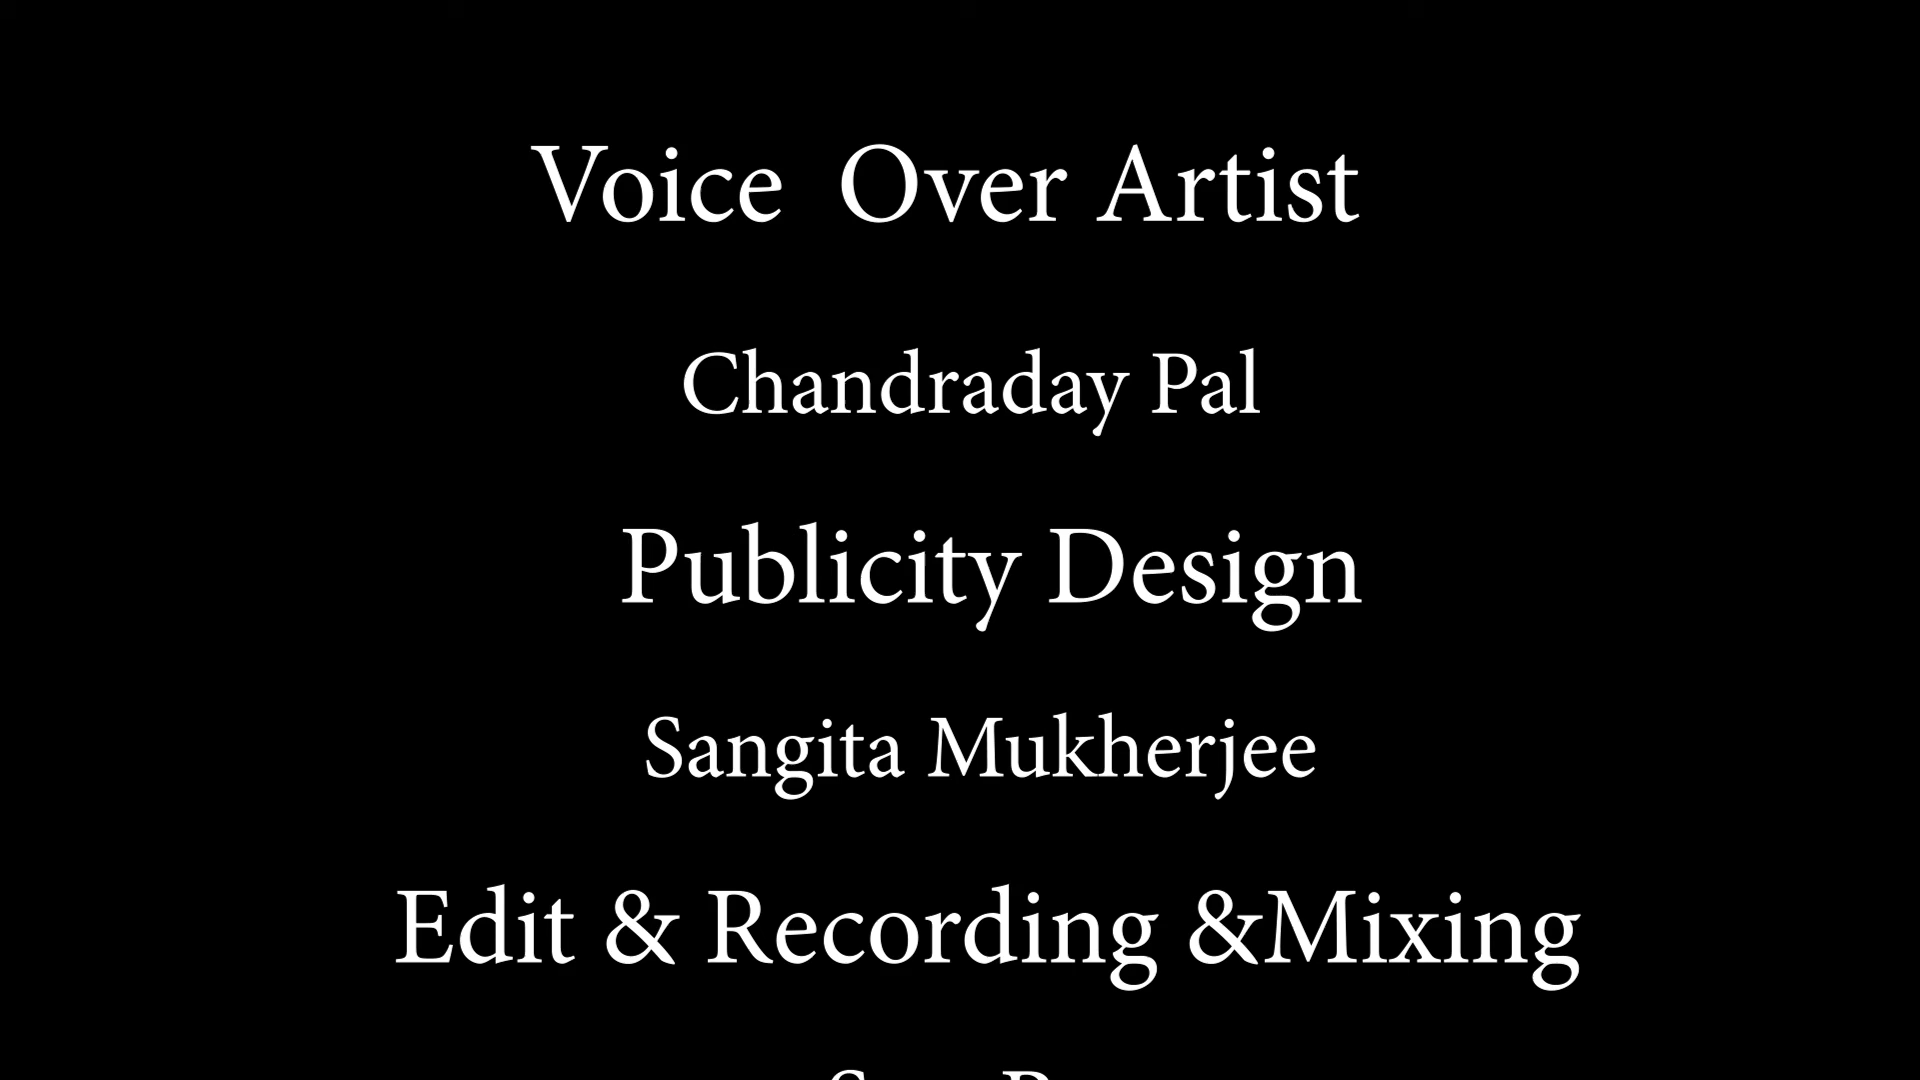 Voice  Over Artist
Chandraday Pal
Publicity Design
Sangita Mukherjee
Edit & Recording &Mixing